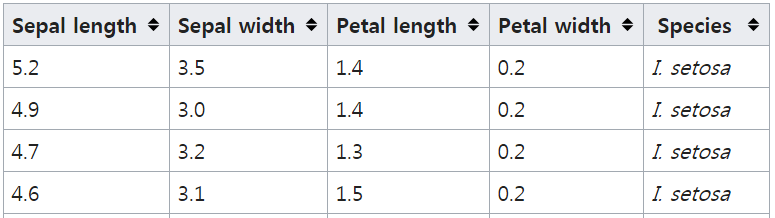 Sepal length Sepal width Petal length Petal width Species
5.2 3.5 1.4 0.2 I. setosa
4.9 3.0 1.4 0.2 I. setosa
4.7 3.2 1.3 0.2 I. setosa
4.6 3.1 1.5 0.2 I. setosa